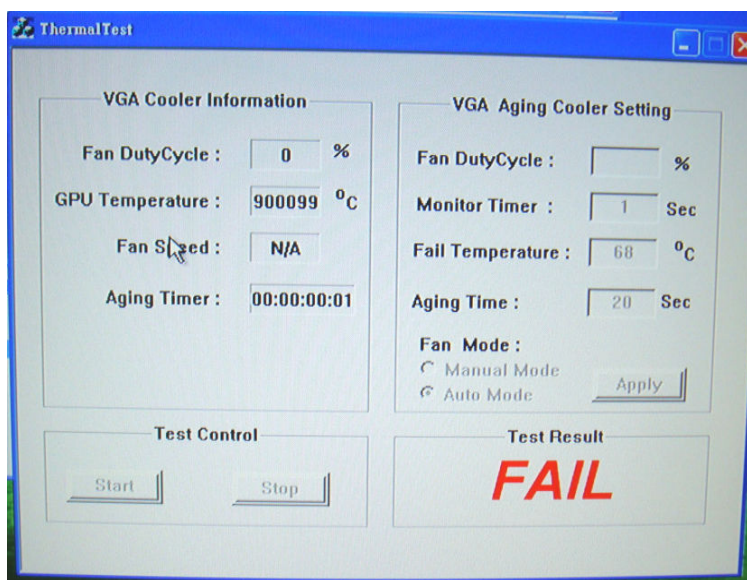 ThermalTest
VGA Cooler Information
Fan DutyCycle : 0 %
GPU Temperature : 900099 ºC
Fan Speed : N/A
Aging Timer : 00:00:00:01
VGA Aging Cooler Setting
Fan DutyCycle : %
Monitor Timer : 1 Sec
Fail Temperature : 68 ºC
Aging Time : 20 Sec
Fan Mode :
Manual Mode
Auto Mode
Apply
Test Control
Start Stop
Test Result
FAIL